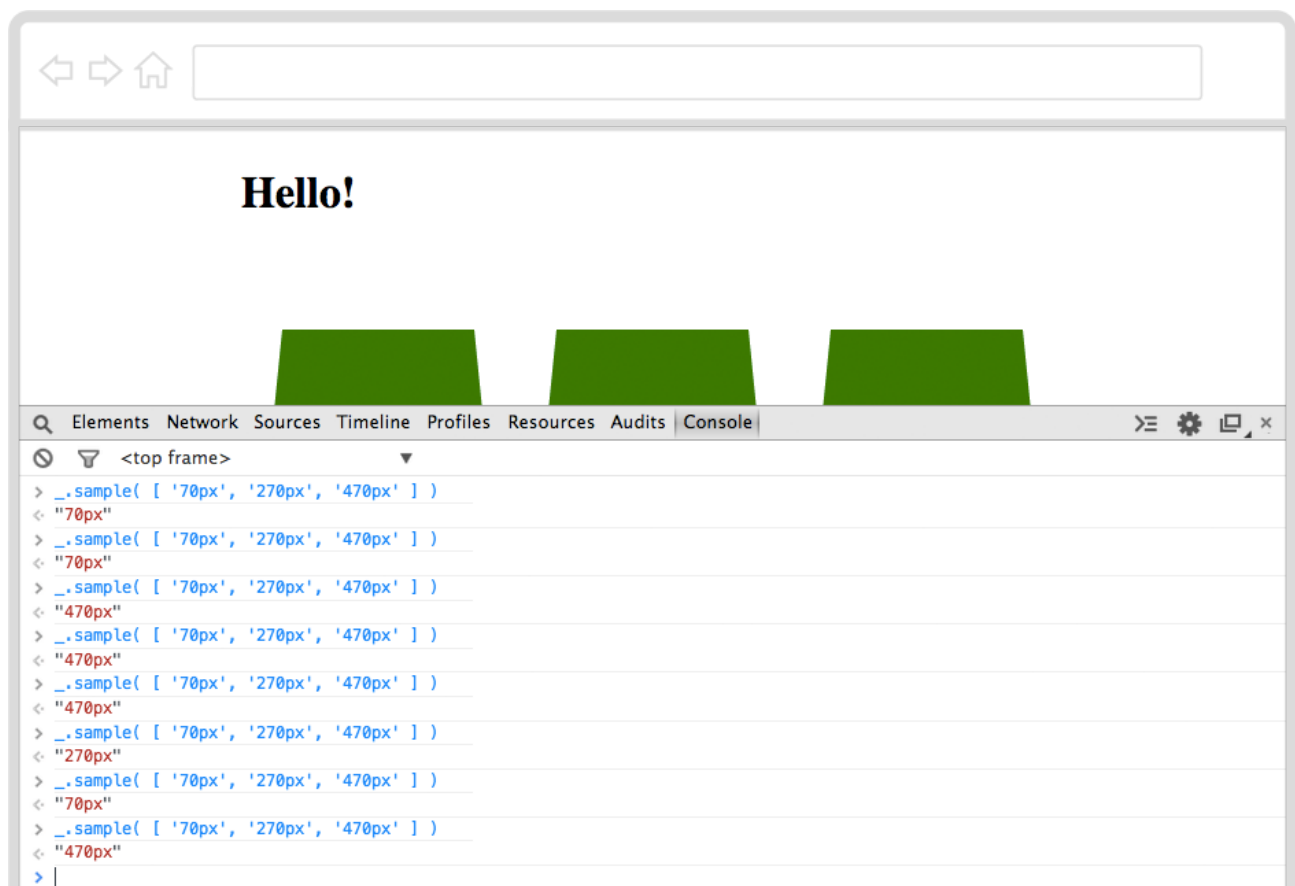 Hello!
Elements Network Sources Timeline Profiles Resources Audits Console
<top frame>
> _.sample( [ '70px', '270px', '470px' ] )
"70px"
> _.sample( [ '70px', '270px', '470px' ] )
"70px"
> _.sample( [ '70px', '270px', '470px' ] )
"470px"
> _.sample( [ '70px', '270px', '470px' ] )
"470px"
> _.sample( [ '70px', '270px', '470px' ] )
"470px"
> _.sample( [ '70px', '270px', '470px' ] )
"270px"
> _.sample( [ '70px', '270px', '470px' ] )
"70px"
> _.sample( [ '70px', '270px', '470px' ] )
"470px"
>